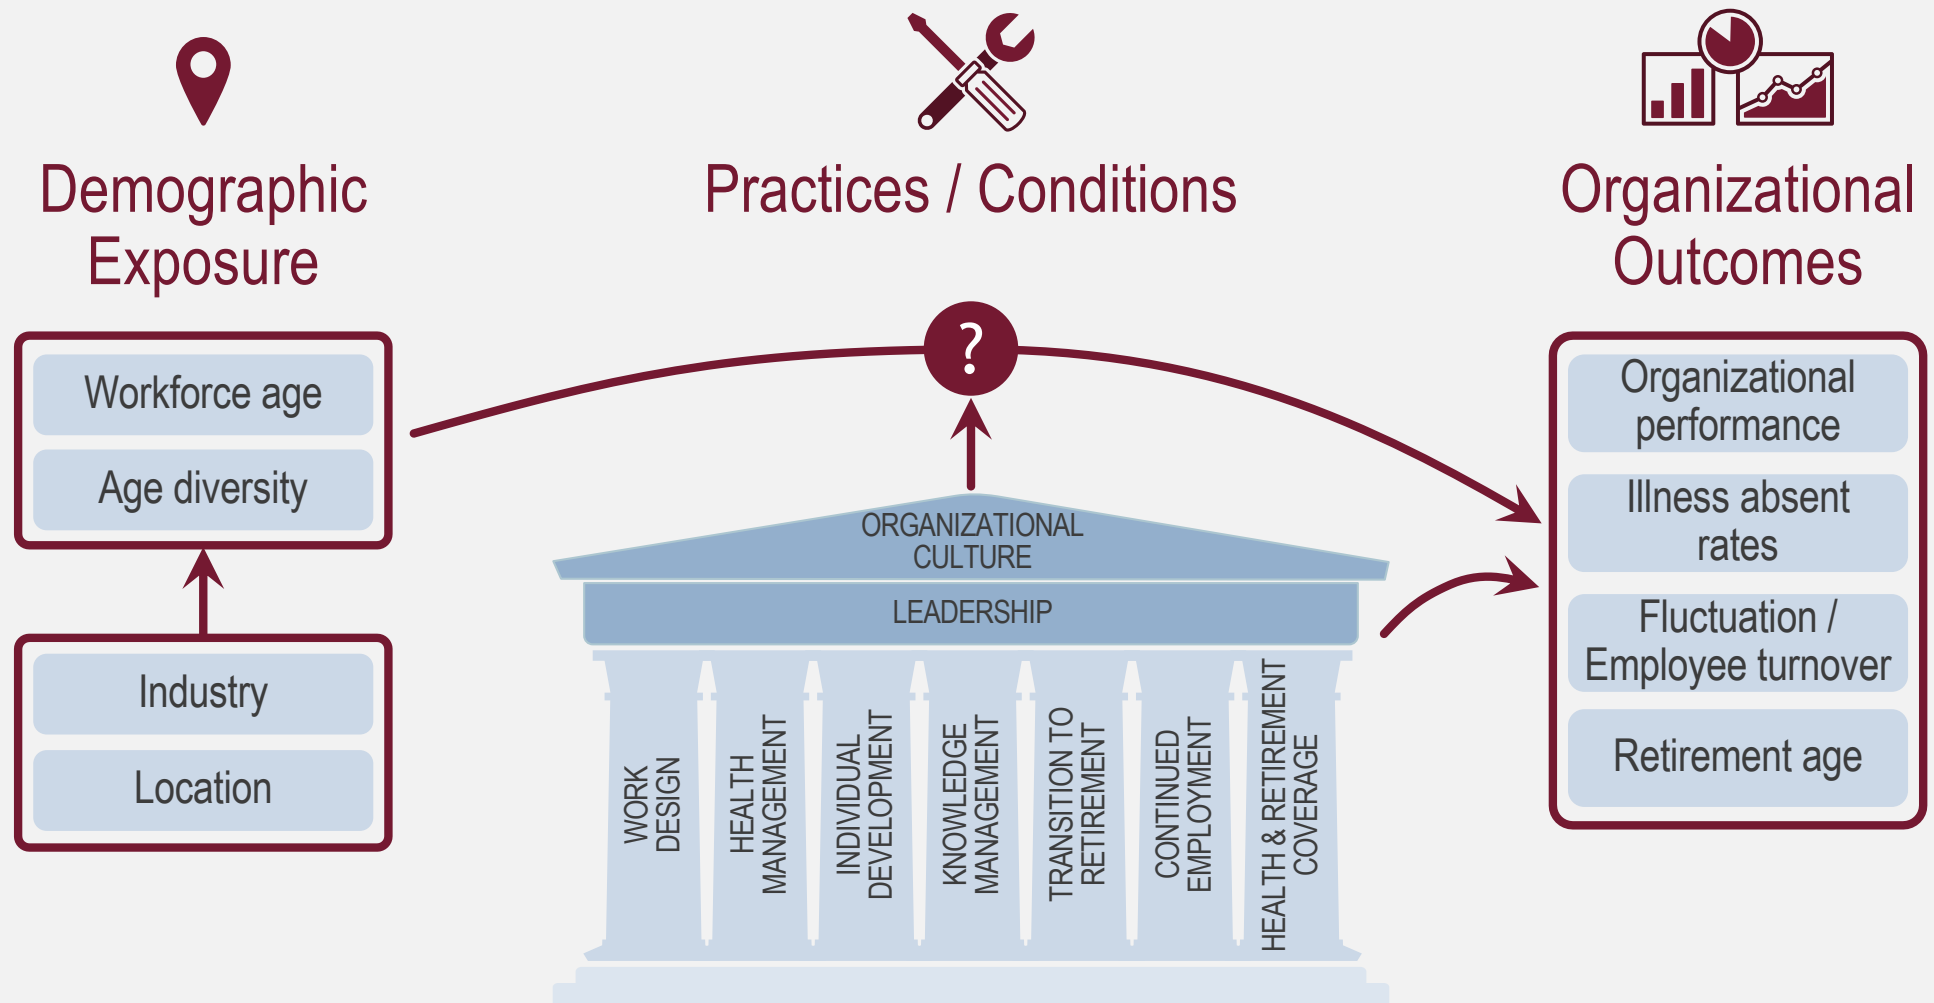 Demographic
Exposure
Workforce age
Age diversity
Industry
Location
Practices / Conditions
?
ORGANIZATIONAL
CULTURE
LEADERSHIP
WORK
DESIGN
HEALTH
MANAGEMENT
INDIVIDUAL
DEVELOPMENT
KNOWLEDGE
MANAGEMENT
TRANSITION TO
RETIREMENT
CONTINUED
EMPLOYMENT
HEALTH & RETIREMENT
COVERAGE
Organizational
Outcomes
Organizational
performance
Illness absent
rates
Fluctuation /
Employee turnover
Retirement age